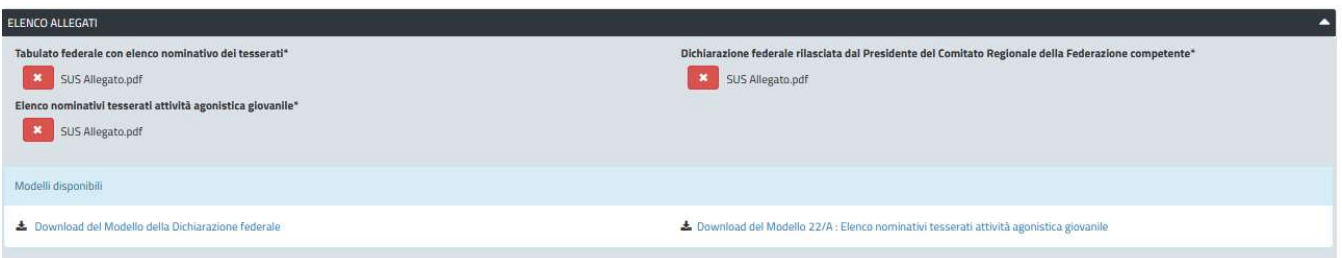 ELENCO ALLEGATI
Tabulato federale con elenco nominativo dei tesserati*
SUS Allegato.pdf
Dichiarazione federale rilasciata dal Presidente del Comitato Regionale della Federazione competente*
SUS Allegato.pdf
Elenco nominativi tesserati attività agonistica giovanile*
SUS Allegato.pdf
Modelli disponibili
Download del Modello della Dichiarazione federale
Download del Modello 22/A : Elenco nominativi tesserati attività agonistica giovanile